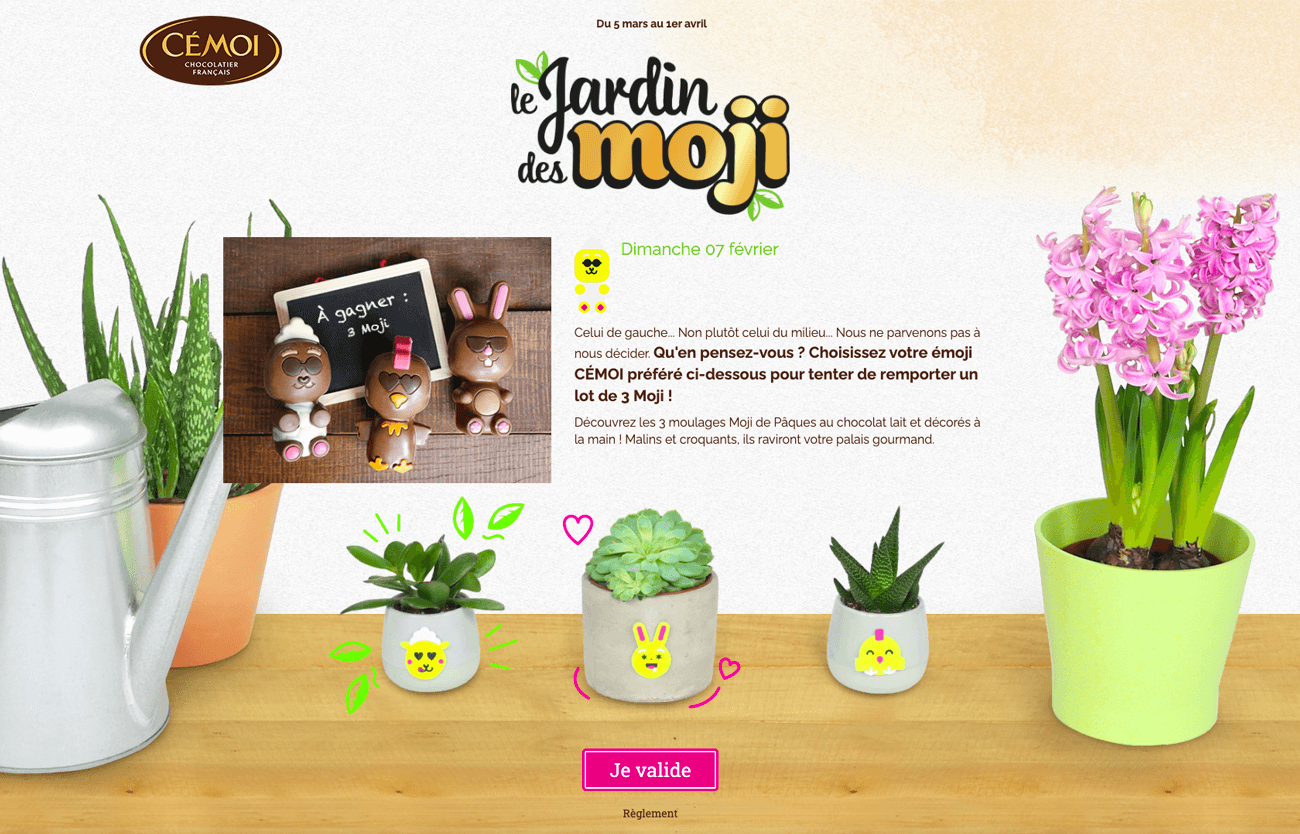 CÉMOI
CHOCOLATIER
FRANÇAIS
Du 5 mars au 1er avril
le Jardin
des moji
À gagner :
3 Moji
Dimanche 07 février
Celui de gauche... Non plutôt celui du milieu... Nous ne parvenons pas à
nous décider. Qu'en pensez-vous ? Choisissez votre émoji
CÉMOI préféré ci-dessous pour tenter de remporter un
lot de 3 Moji !
Découvrez les 3 moulages Moji de Pâques au chocolat lait et décorés à
la main ! Malins et croquants, ils raviront votre palais gourmand.
Je valide
Règlement